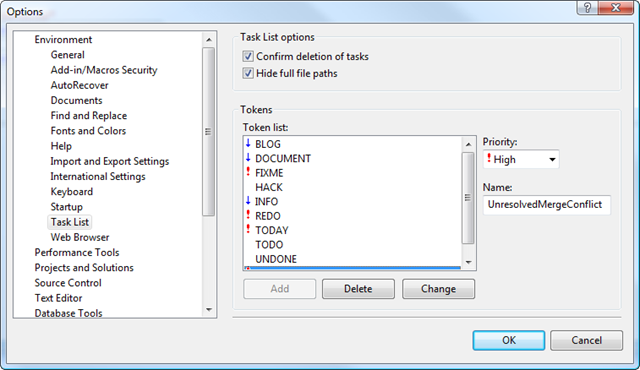 Options
Environment
General
Add-in/Macros Security
AutoRecover
Documents
Find and Replace
Fonts and Colors
Help
Import and Export Settings
International Settings
Keyboard
Startup
Task List
Web Browser
Performance Tools
Projects and Solutions
Source Control
Text Editor
Database Tools
Task List options
Confirm deletion of tasks
Hide full file paths
Tokens
Token list:
BLOG
DOCUMENT
FIXME
HACK
INFO
REDO
TODAY
TODO
UNDONE
Priority:
High
Name:
UnresolvedMergeConflict
Add
Delete
Change
OK
Cancel